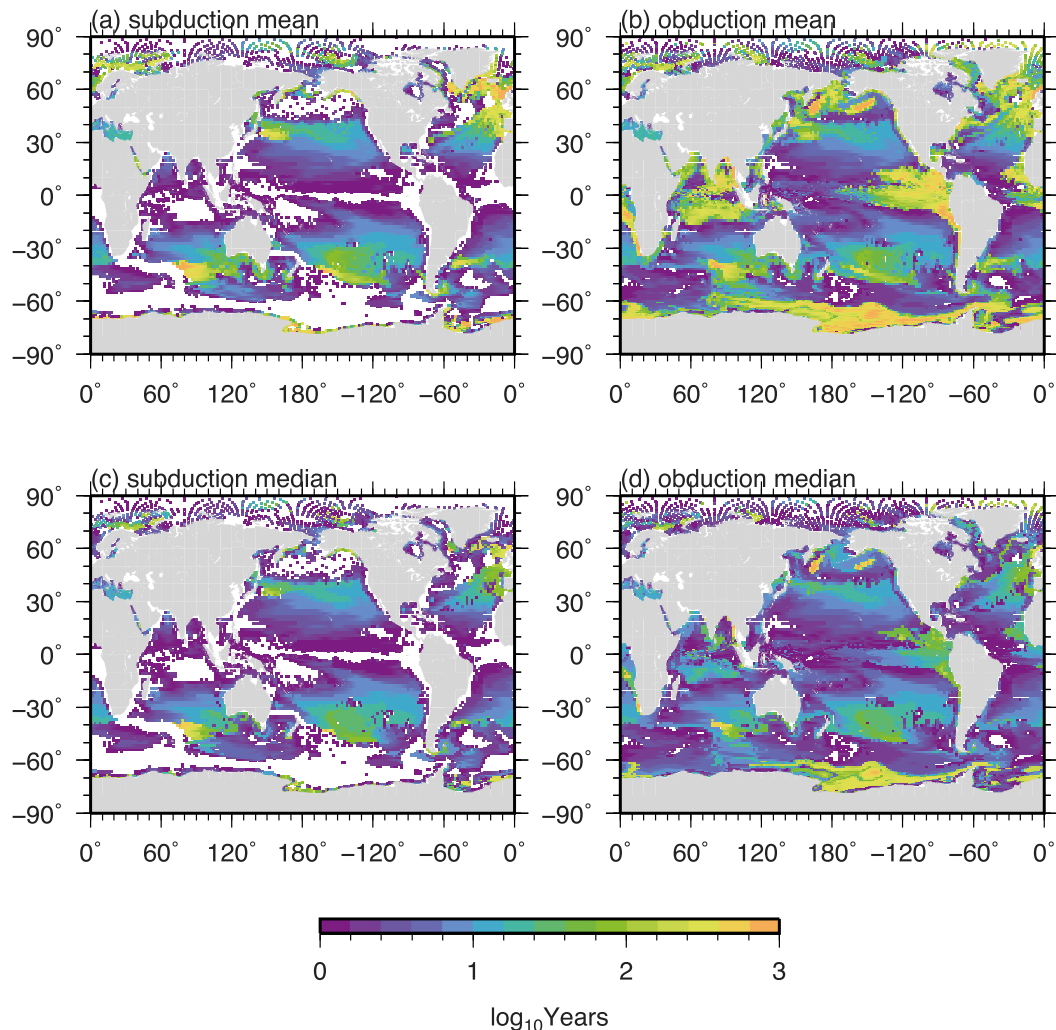 (a) subduction mean (b) obduction mean
90˚ 90˚
60˚ 60˚
30˚ 30˚
0˚ 0˚
−30˚ −30˚
−60˚ −60˚
−90˚ −90˚
0˚ 60˚ 120˚ 180˚ −120˚ −60˚ 0˚ 0˚ 60˚ 120˚ 180˚ −120˚ −60˚ 0˚
(c) subduction median (d) obduction median
90˚ 90˚
60˚ 60˚
30˚ 30˚
0˚ 0˚
−30˚ −30˚
−60˚ −60˚
−90˚ −90˚
0˚ 60˚ 120˚ 180˚ −120˚ −60˚ 0˚ 0˚ 60˚ 120˚ 180˚ −120˚ −60˚ 0˚
0 1 2 3
log₁₀Years